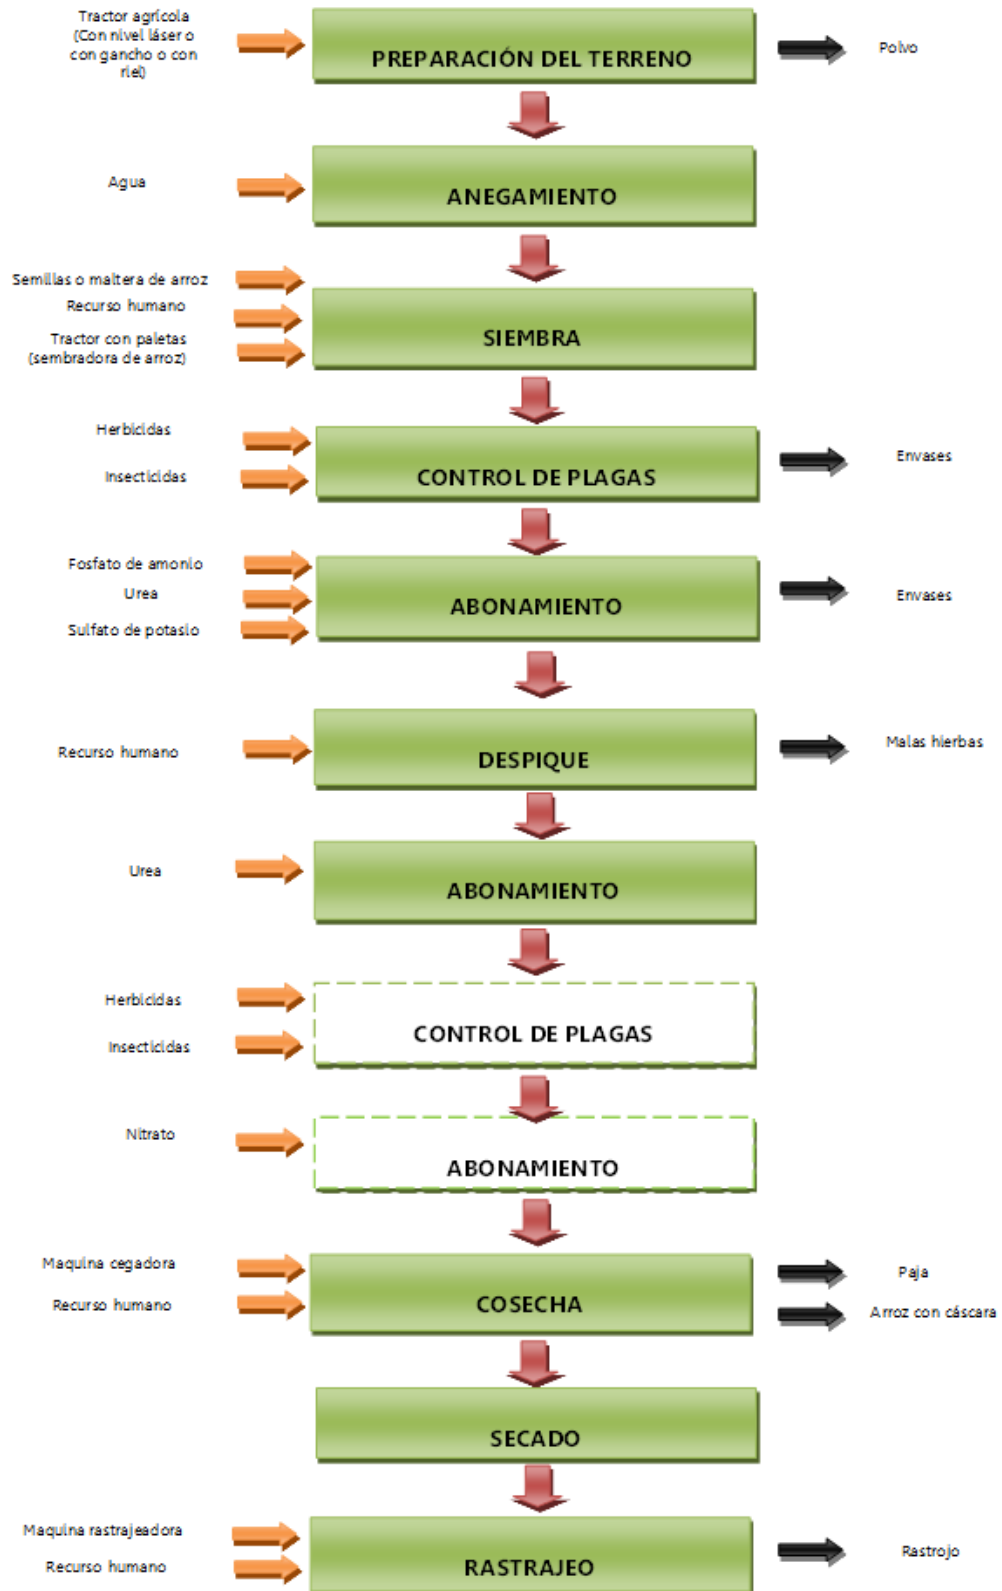 Tractor agrícola
(Con nivel láser o
con gancho o con
riel)
PREPARACIÓN DEL TERRENO
Polvo
Agua
ANEGAMIENTO
Semillas o maltera de arroz
Recurso humano
Tractor con paletas
(sembradora de arroz)
SIEMBRA
Herbicidas
Insecticidas
CONTROL DE PLAGAS
Envases
Fosfato de amonio
Urea
Sulfato de potasio
ABONAMIENTO
Envases
Recurso humano
DESPIQUE
Malas hierbas
Urea
ABONAMIENTO
Herbicidas
Insecticidas
CONTROL DE PLAGAS
Nitrato
ABONAMIENTO
Maquina cegadora
Recurso humano
COSECHA
Paja
Arroz con cáscara
SECADO
Maquina rastrajeadora
Recurso humano
RASTRAJEO
Rastrojo